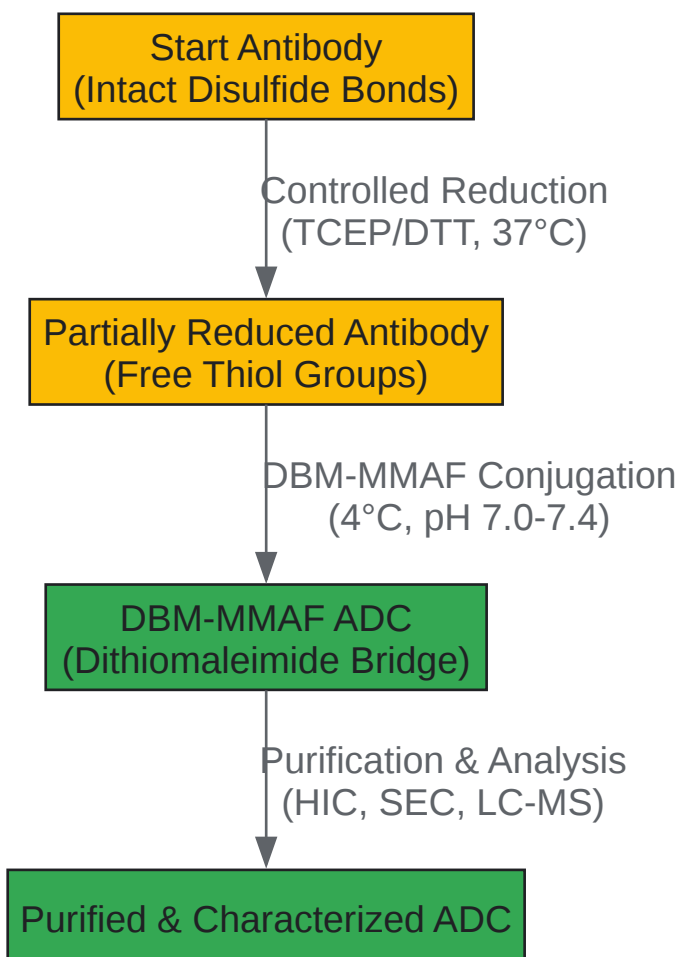 Start Antibody
(Intact Disulfide Bonds)
Controlled Reduction
(TCEP/DTT, 37°C)
Partially Reduced Antibody
(Free Thiol Groups)
DBM-MMAF Conjugation
(4°C, pH 7.0-7.4)
DBM-MMAF ADC
(Dithiomaleimide Bridge)
Purification & Analysis
(HIC, SEC, LC-MS)
Purified & Characterized ADC